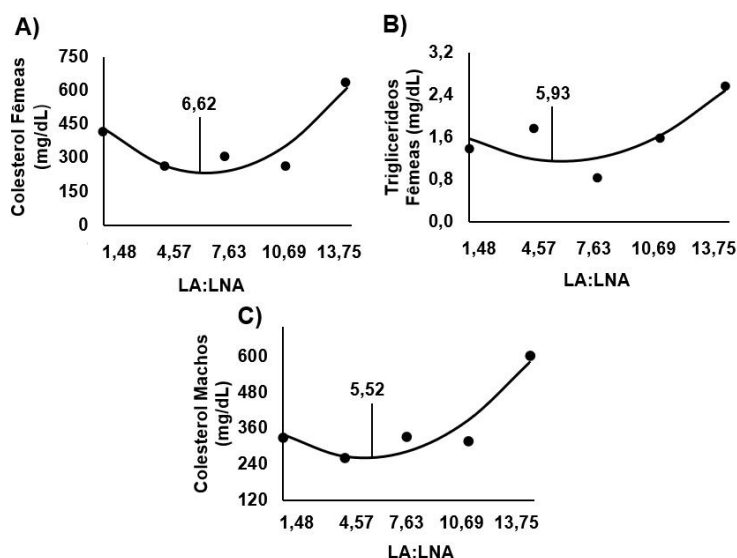 A)
Colesterol Fêmeas
(mg/dL)
750
600
450
300
150
0
6,62
1,48 4,57 7,63 10,69 13,75
LA:LNA
B)
Triglicerídeos
Fêmeas (mg/dL)
3,2
2,4
1,6
0,8
0,0
5,93
1,48 4,57 7,63 10,69 13,75
LA:LNA
C)
Colesterol Machos
(mg/dL)
600
480
360
240
120
5,52
1,48 4,57 7,63 10,69 13,75
LA:LNA